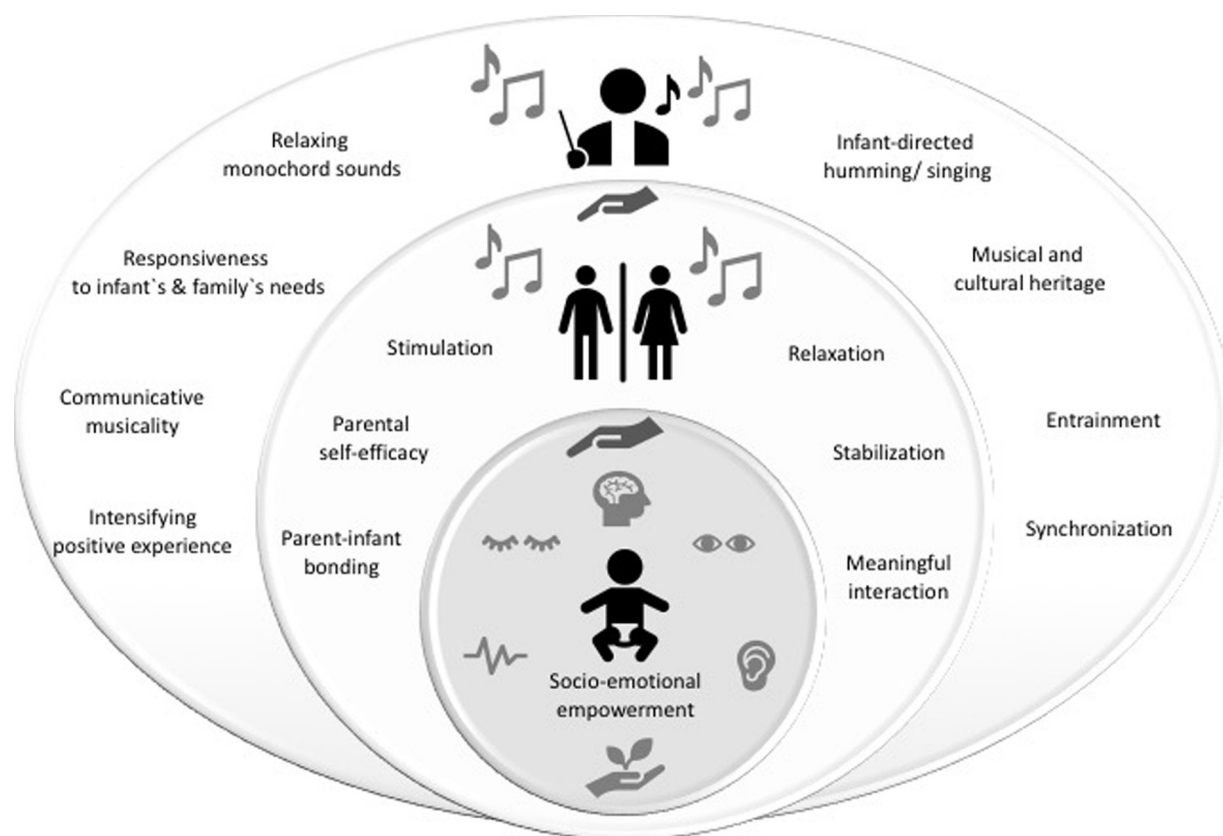 Relaxing
monochord sounds
Infant-directed
humming/ singing
Responsiveness
to infant`s & family`s needs
Musical and
cultural heritage
Stimulation
Relaxation
Communicative
musicality
Parental
self-efficacy
Entrainment
Stabilization
Intensifying
positive experience
Parent-infant
bonding
Synchronization
Meaningful
interaction
Socio-emotional
empowerment